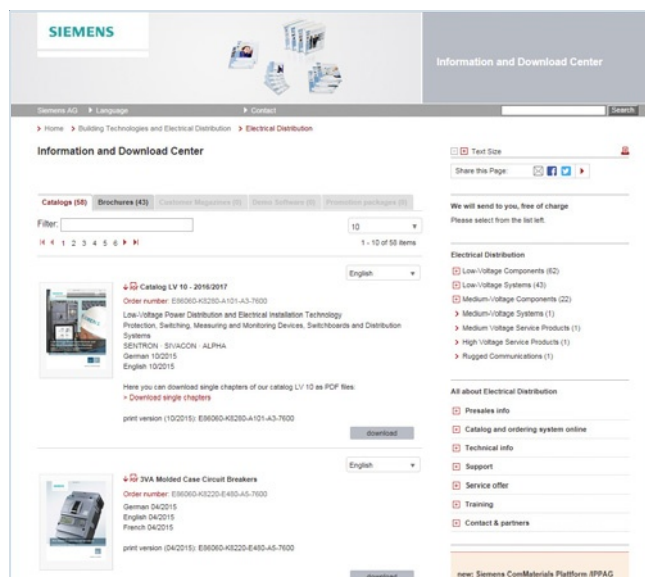 SIEMENS
Information and Download Center
Siemens AG Language Contact Search
Home Building Technologies and Electrical Distribution Electrical Distribution
Information and Download Center
Catalogs (58) Brochures (43) Customer Magazines (0) Demo Software (0) Promotion packages (0)
Filter: 10
1 2 3 4 5 6 1 - 10 of 58 items
English
Catalog LV 10 - 2016/2017
Order number: E86060-K8280-A101-A3-7600
Low-Voltage Power Distribution and Electrical Installation Technology
Protection, Switching, Measuring and Monitoring Devices, Switchboards and Distribution
Systems
SENTRON · SIVACON · ALPHA
German 10/2015
English 10/2015
Here you can download single chapters of our catalog LV 10 as PDF files:
> Download single chapters
print version (10/2015): E86060-K8280-A101-A3-7600
download
English
SIEMENS
3VA Molded Case Circuit Breakers
Order number: E86060-K8220-E480-A5-7600
German 04/2015
English 04/2015
French 04/2015
print version (04/2015): E86060-K8220-E480-A5-7600
download
Text Size
Share this Page:
We will send to you, free of charge
Please select from the list left.
Electrical Distribution
Low-Voltage Components (62)
Low-Voltage Systems (43)
Medium-Voltage Components (22)
Medium-Voltage Systems (1)
Medium Voltage Service Products (1)
High Voltage Service Products (1)
Rugged Communications (1)
All about Electrical Distribution
Presales info
Catalog and ordering system online
Technical info
Support
Service offer
Training
Contact & partners
new: Siemens ComMaterials Plattform /IPPAG